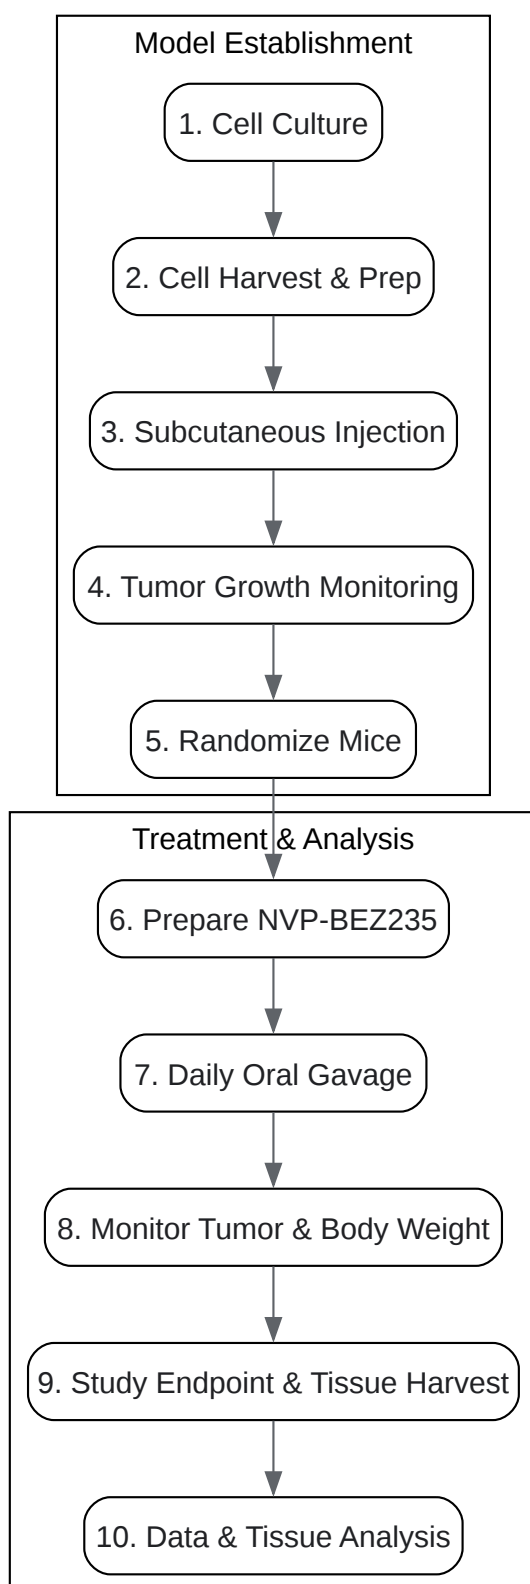 Model Establishment
1. Cell Culture
2. Cell Harvest & Prep
3. Subcutaneous Injection
4. Tumor Growth Monitoring
5. Randomize Mice
Treatment & Analysis
6. Prepare NVP-BEZ235
7. Daily Oral Gavage
8. Monitor Tumor & Body Weight
9. Study Endpoint & Tissue Harvest
10. Data & Tissue Analysis